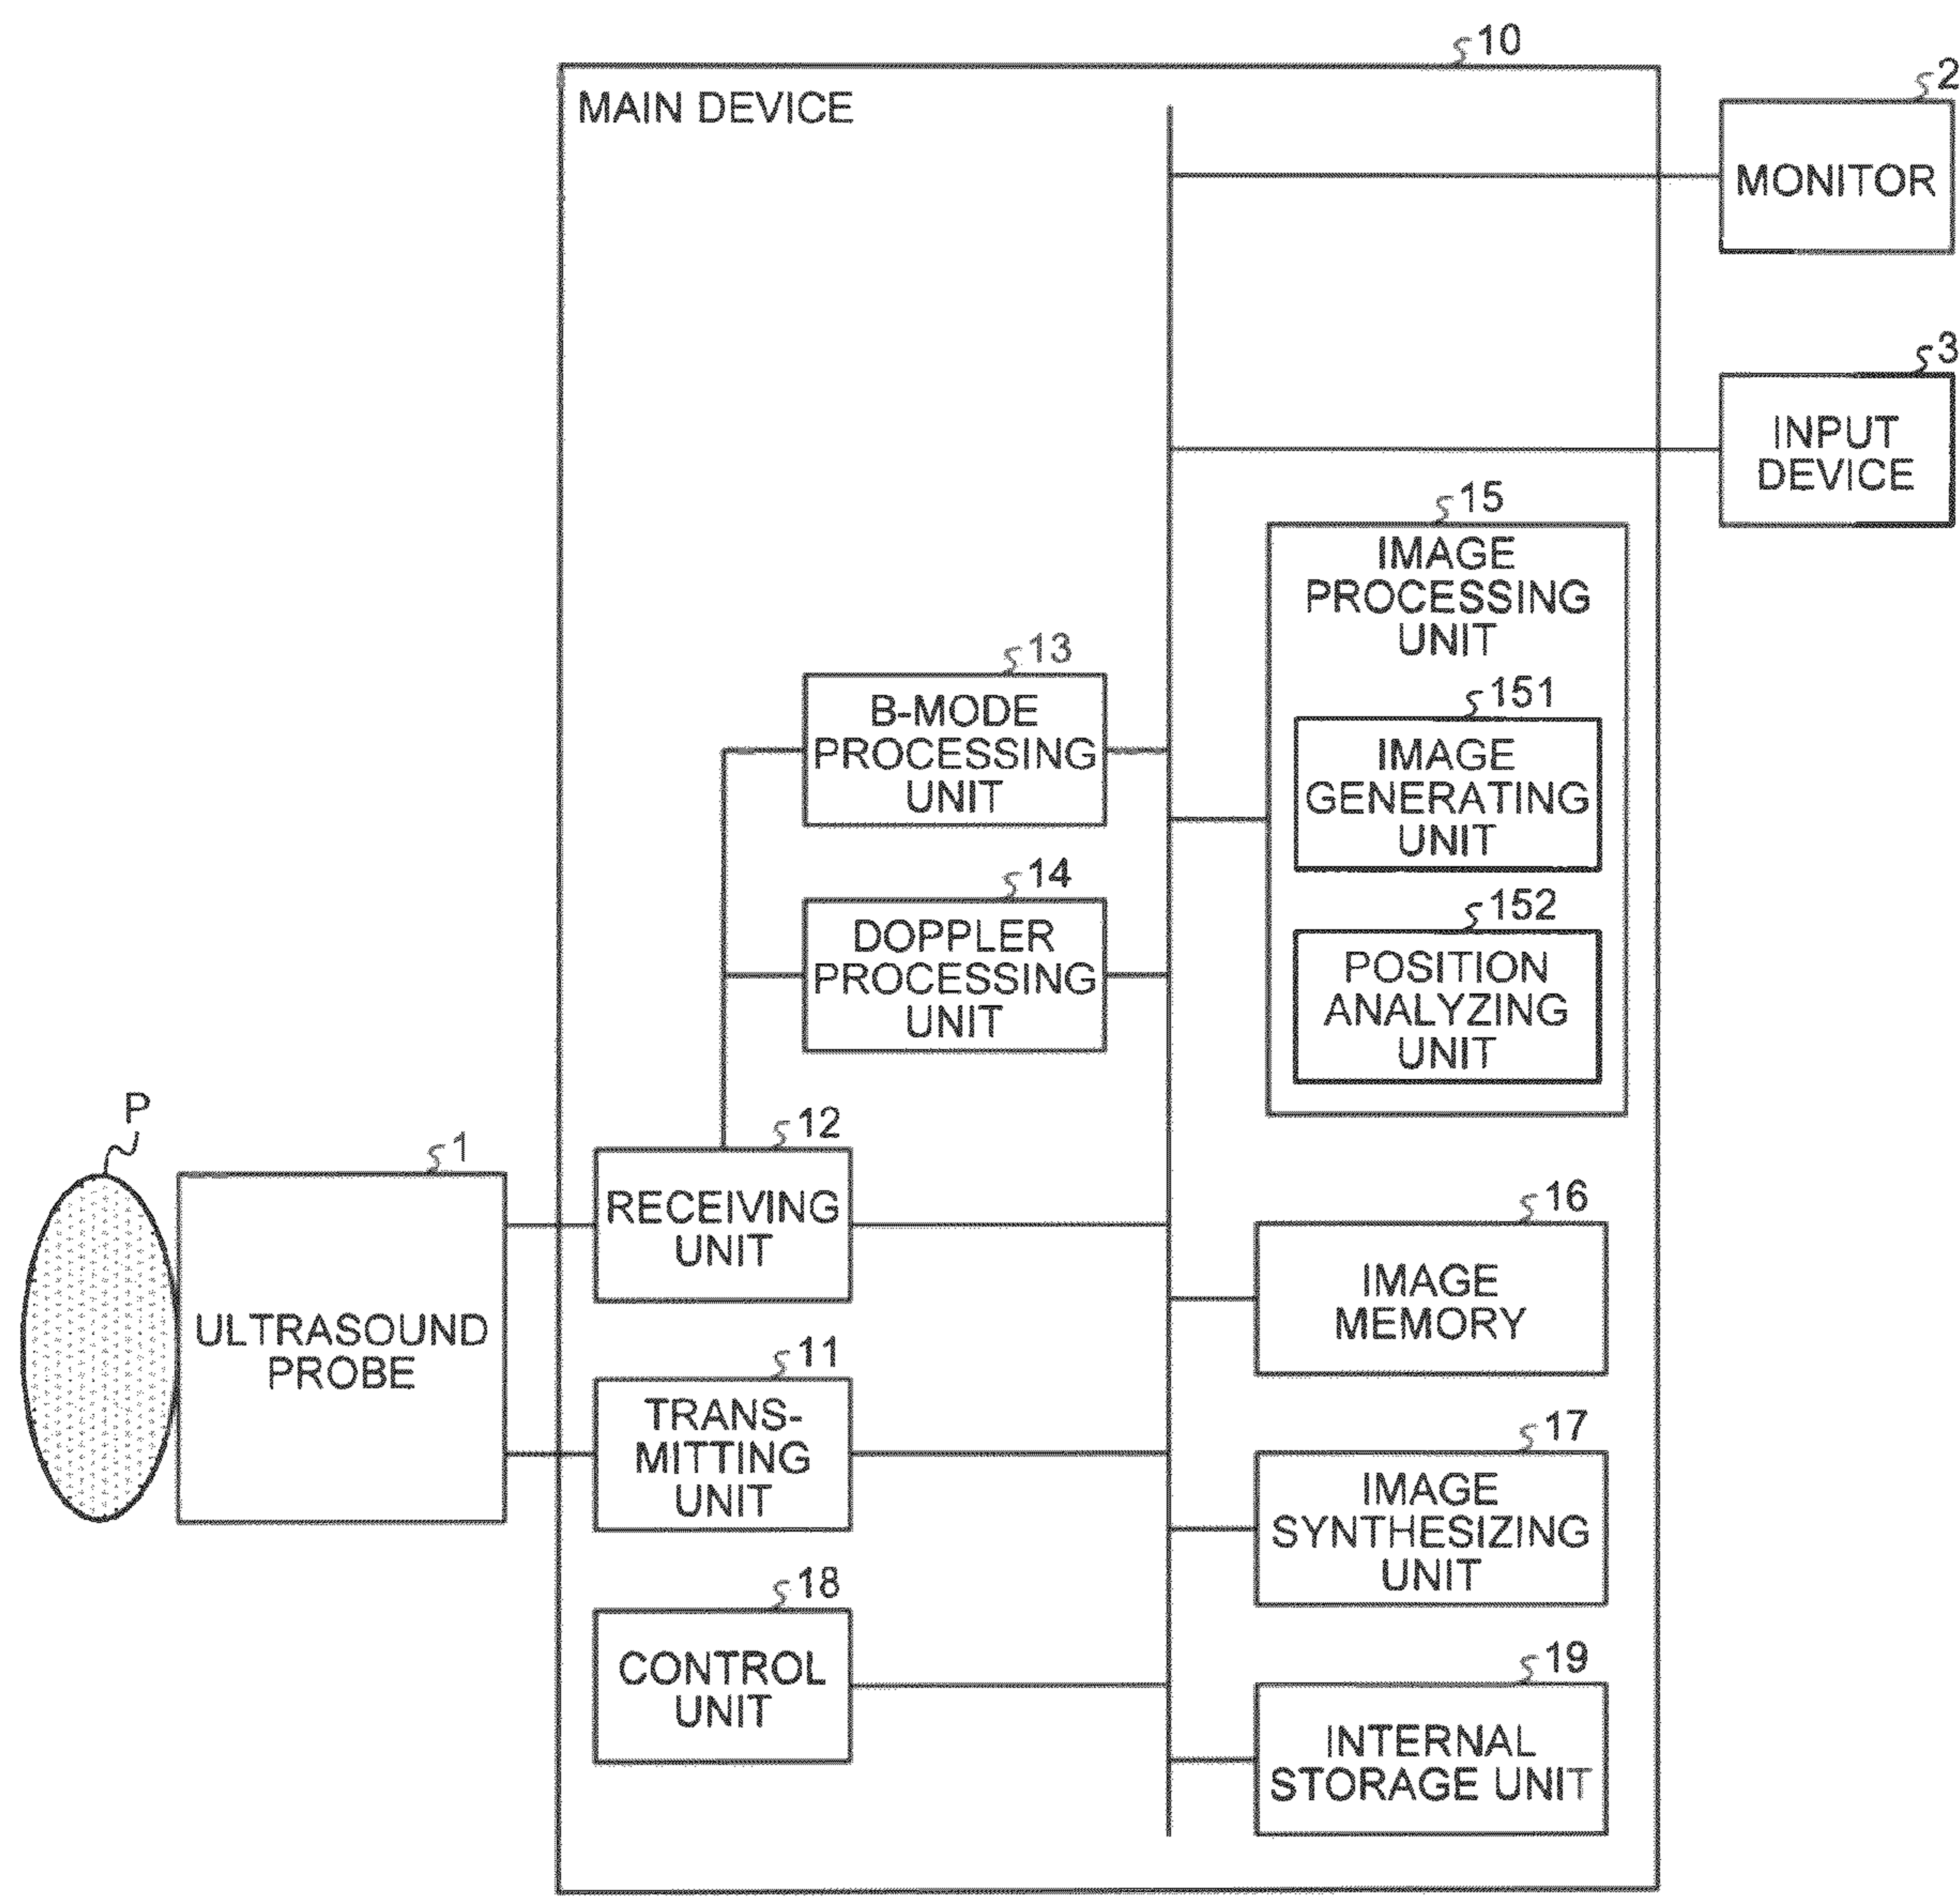 10
MAIN DEVICE
2
MONITOR
3
INPUT
DEVICE
15
IMAGE
PROCESSING
UNIT
151
IMAGE
GENERATING
UNIT
152
POSITION
ANALYZING
UNIT
13
B-MODE
PROCESSING
UNIT
14
DOPPLER
PROCESSING
UNIT
P
1
ULTRASOUND
PROBE
12
RECEIVING
UNIT
11
TRANS-
MITTING
UNIT
18
CONTROL
UNIT
16
IMAGE
MEMORY
17
IMAGE
SYNTHESIZING
UNIT
19
INTERNAL
STORAGE UNIT